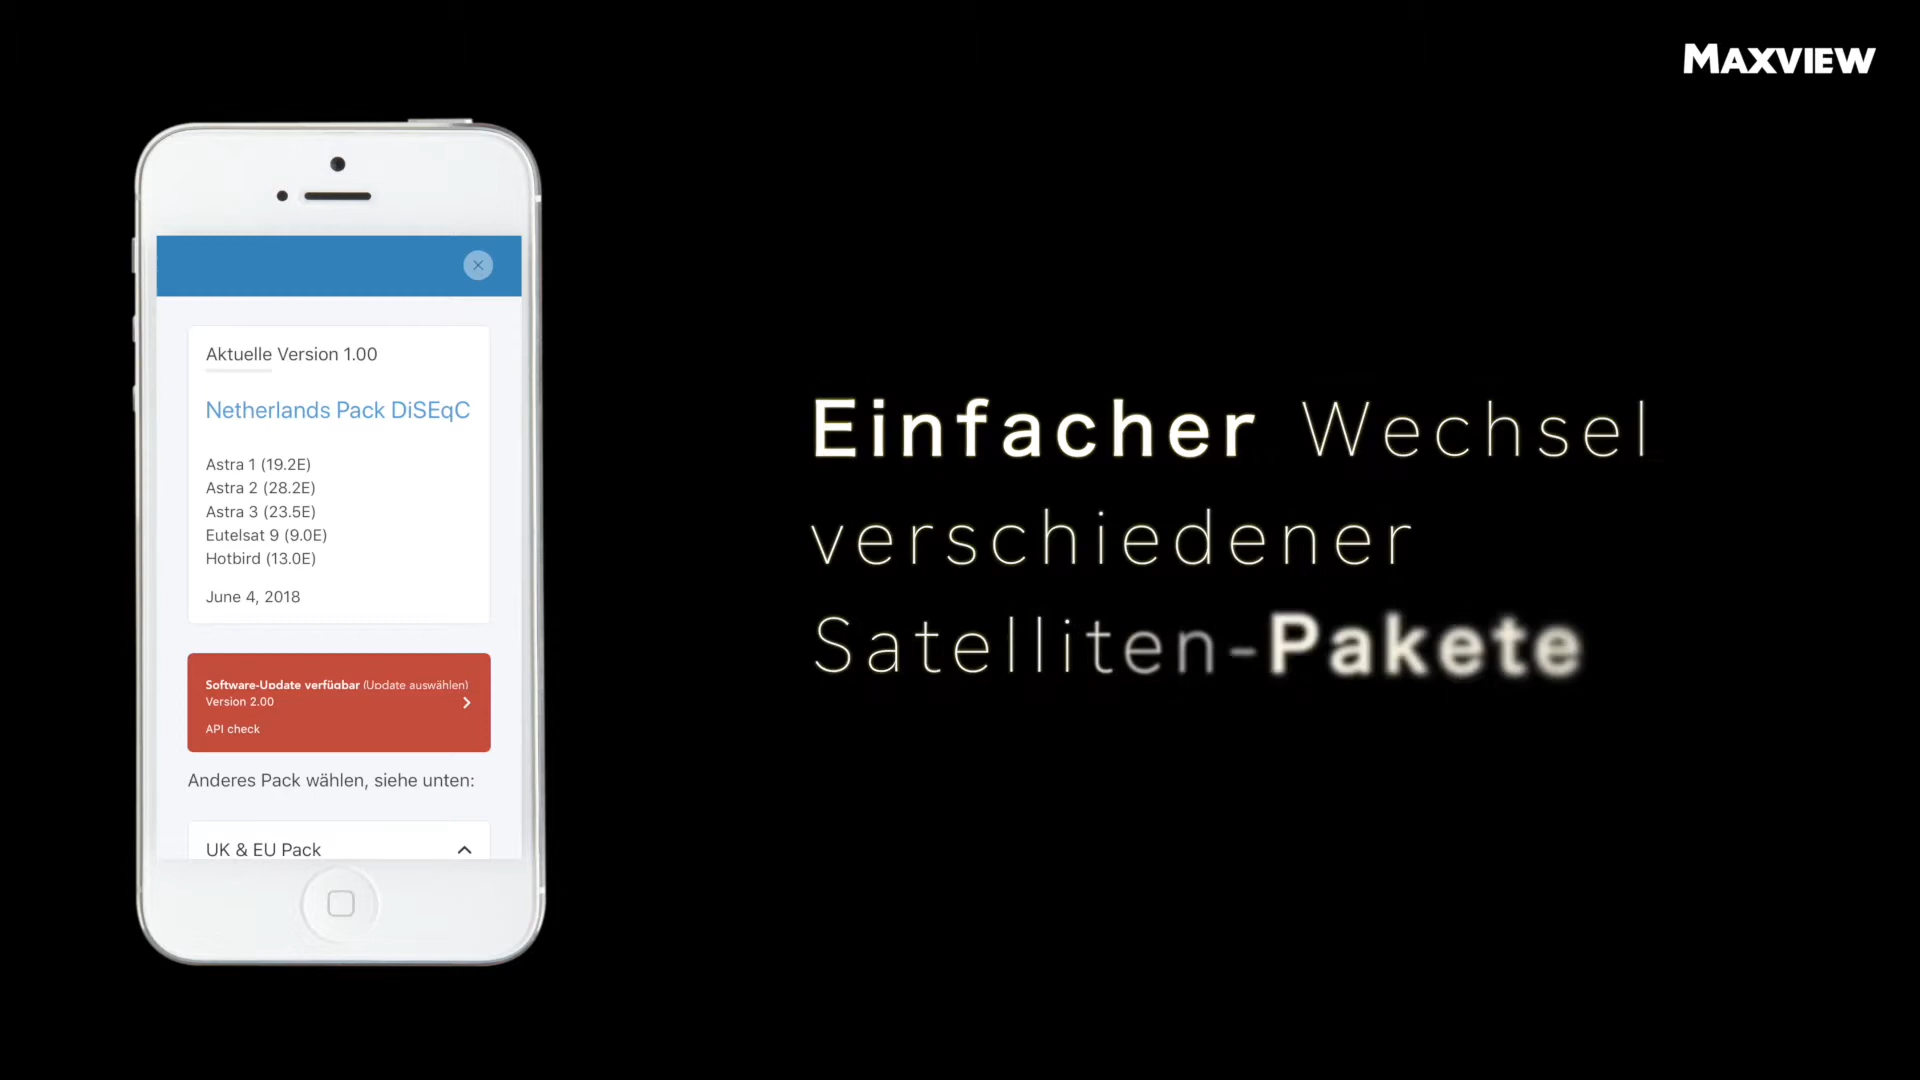 MAXVIEW
Aktuelle Version 1.00
Netherlands Pack DiSEqC
Astra 1 (19.2E)
Astra 2 (28.2E)
Astra 3 (23.5E)
Eutelsat 9 (9.0E)
Hotbird (13.0E)
June 4, 2018
Software-Update verfügbar (Update auswählen)
Version 2.00
API check
Anderes Pack wählen, siehe unten:
UK & EU Pack
Einfacher Wechsel
verschiedener
Satelliten-Pakete